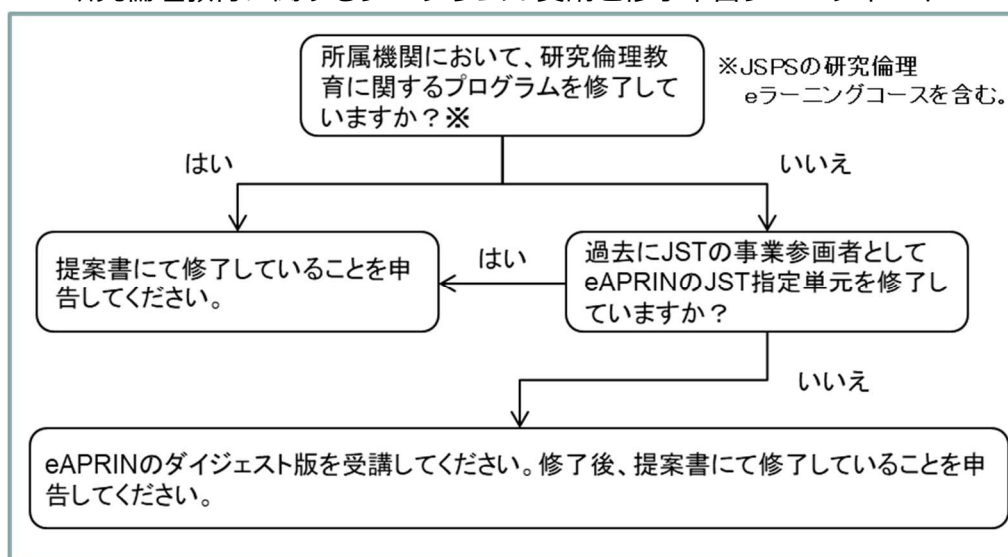 所属機関において、研究倫理教
育に関するプログラムを修了して
いますか？※
※JSPSの研究倫理
eラーニングコースを含む。
はい
いいえ
提案書にて修了していることを申
告してください。
はい
過去にJSTの事業参画者として
eAPRINのJST指定単元を修了し
ていますか？
いいえ
eAPRINのダイジェスト版を受講してください。修了後、提案書にて修了していることを申
告してください。